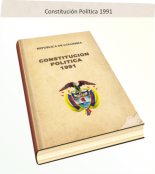 Constitución Política 1991
REPUBLICA DE COLOMBIA
CONSTITUCION
POLITICA
1991